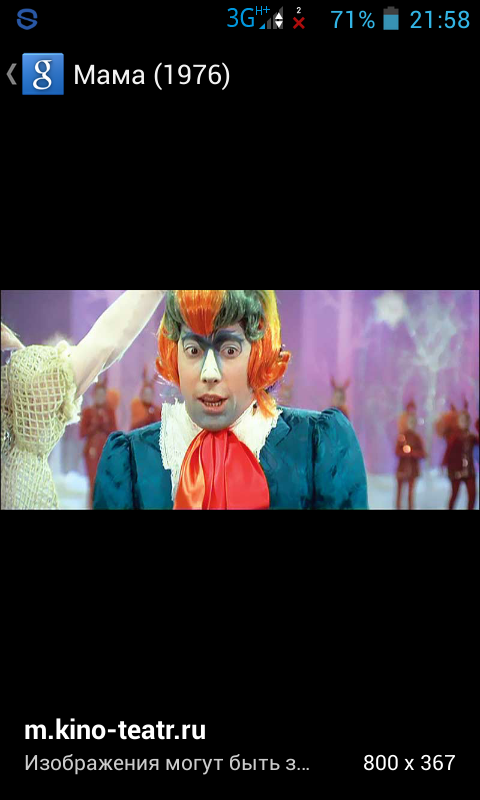 3G H+ 2 71% 21:58
g Мама (1976)
m.kino-teatr.ru
Изображения могут быть з... 800 x 367